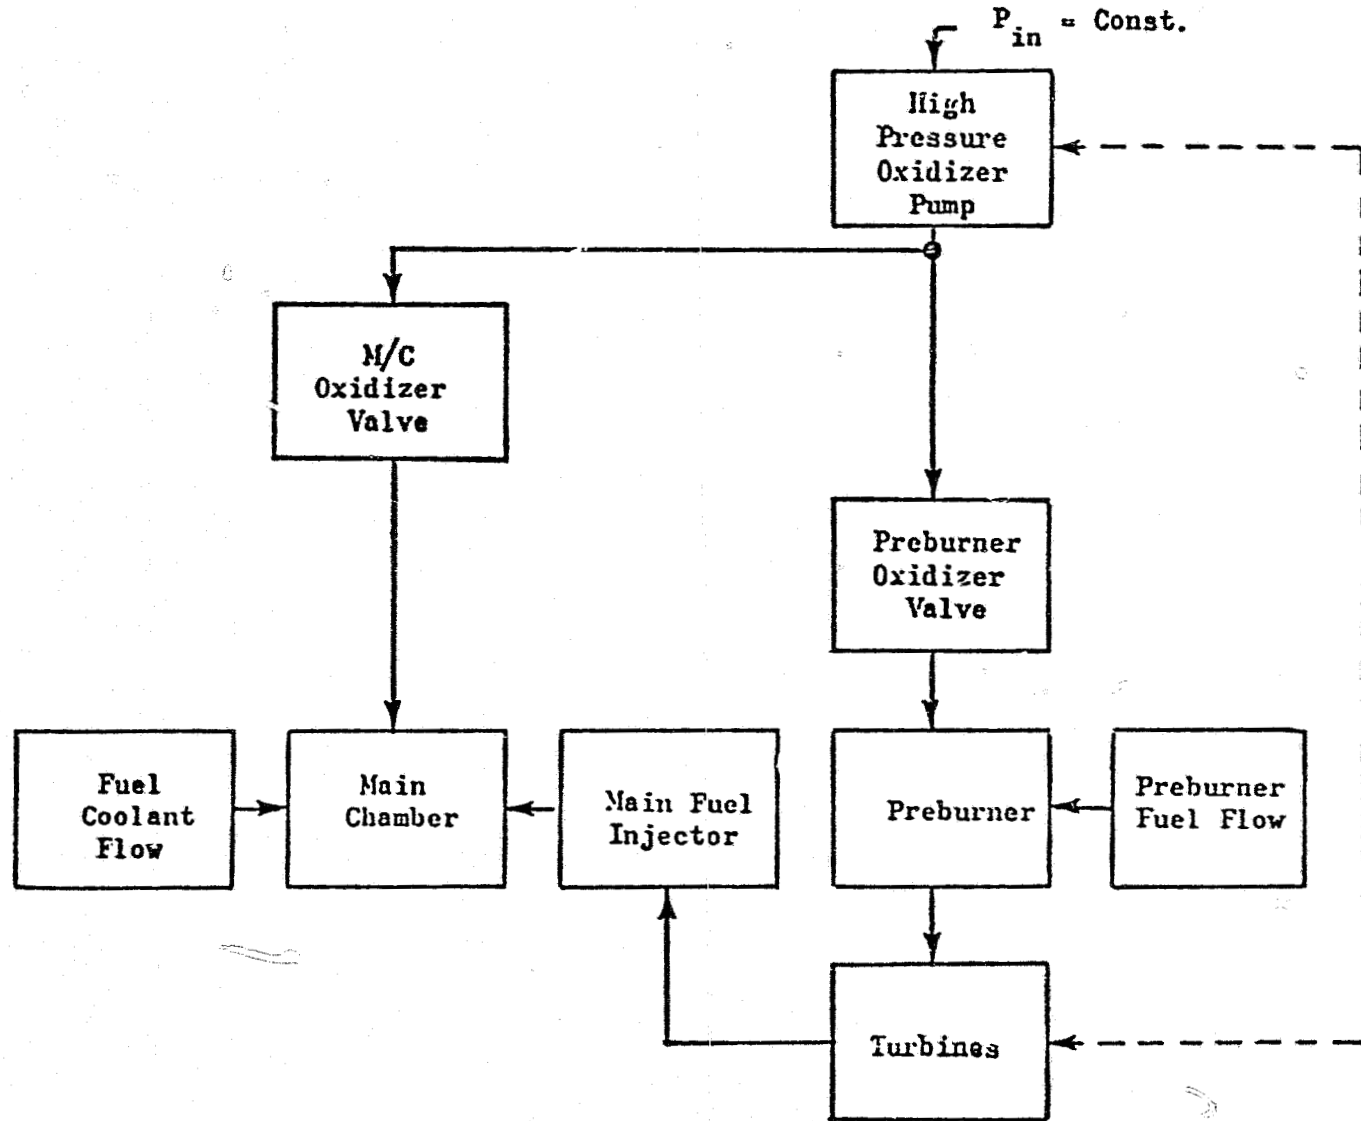 P_in = Const.
High
Pressure
Oxidizer
Pump
M/C
Oxidizer
Valve
Preburner
Oxidizer
Valve
Fuel
Coolant
Flow
Main
Chamber
Main Fuel
Injector
Preburner
Preburner
Fuel Flow
Turbines